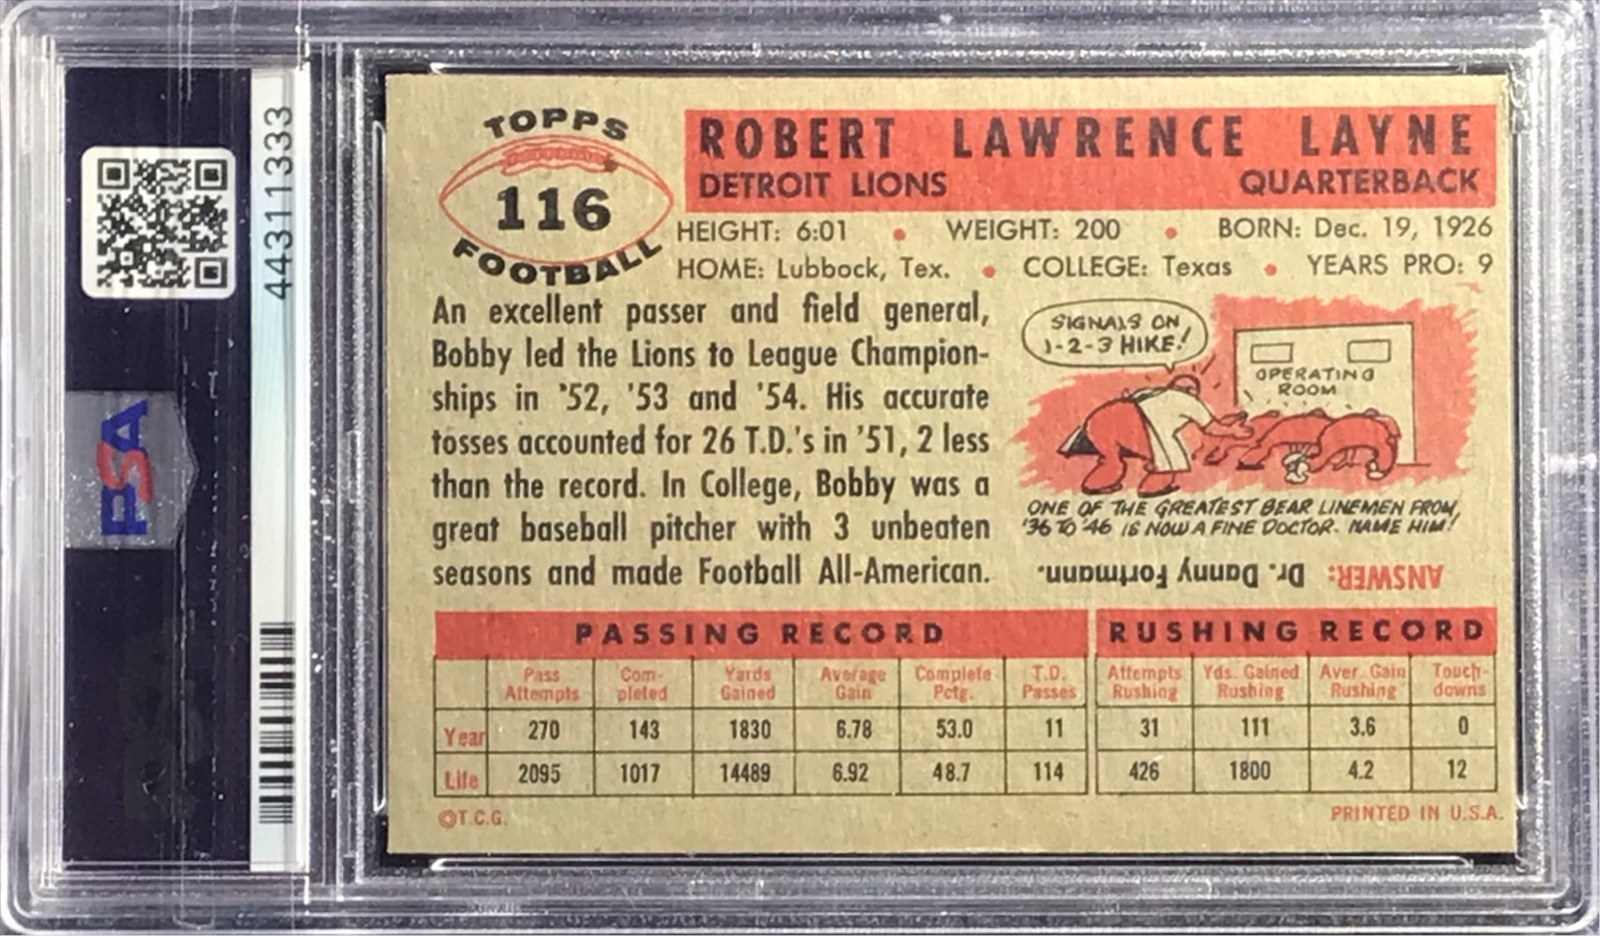 44311333
PSA
TOPPS
116
FOOTBALL
ROBERT LAWRENCE LAYNE
DETROIT LIONS QUARTERBACK
HEIGHT: 6:01 • WEIGHT: 200 • BORN: Dec. 19, 1926
HOME: Lubbock, Tex. • COLLEGE: Texas • YEARS PRO: 9
An excellent passer and field general,
Bobby led the Lions to League Champion-
ships in '52, '53 and '54. His accurate
tosses accounted for 26 T.D.'s in '51, 2 less
than the record. In College, Bobby was a
great baseball pitcher with 3 unbeaten
seasons and made Football All-American.
SIGNALS ON
1-2-3 HIKE!
OPERATING
ROOM
ONE OF THE GREATEST BEAR LINEMEN FROM,
'36 TO '46 IS NOW A FINE DOCTOR. NAME HIM!
ANSWER: Dr. Danny Fortmann.
PASSING RECORD RUSHING RECORD
Pass Com- Yards Average Complete T.D. Attempts Yds. Gained Aver. Gain Touch-
Attempts pleted Gained Gain Pctg. Passes Rushing Rushing Rushing downs
Year 270 143 1830 6.78 53.0 11 31 111 3.6 0
Life 2095 1017 14489 6.92 48.7 114 426 1800 4.2 12
©T.C.G. PRINTED IN U.S.A.